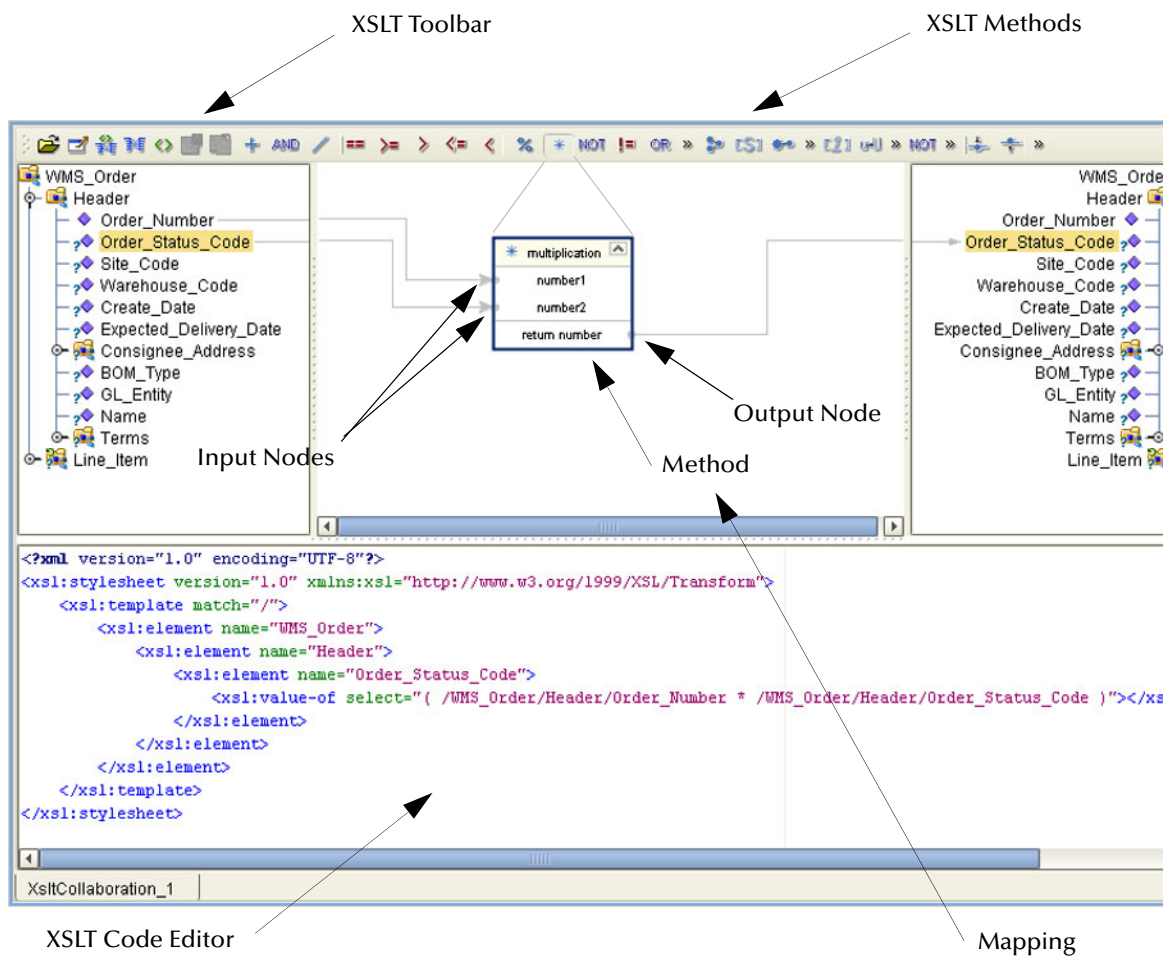 XSLT Toolbar
XSLT Methods
AND == >= > <= < % * NOT != OR » » » NOT » »
WMS_Order
Header
Order_Number
Order_Status_Code
Site_Code
Warehouse_Code
Create_Date
Expected_Delivery_Date
Consignee_Address
BOM_Type
GL_Entity
Name
Terms
Line_Item
* multiplication
number1
number2
return number
Input Nodes
Output Node
Method
WMS_Orde
Header
Order_Number
Order_Status_Code
Site_Code
Warehouse_Code
Create_Date
Expected_Delivery_Date
Consignee_Address
BOM_Type
GL_Entity
Name
Terms
Line_Item
<?xml version="1.0" encoding="UTF-8"?>
<xsl:stylesheet version="1.0" xmlns:xsl="http://www.w3.org/1999/XSL/Transform">
<xsl:template match="/">
<xsl:element name="WMS_Order">
<xsl:element name="Header">
<xsl:element name="Order_Status_Code">
<xsl:value-of select="( /WMS_Order/Header/Order_Number * /WMS_Order/Header/Order_Status_Code )"></xs
</xsl:element>
</xsl:element>
</xsl:element>
</xsl:template>
</xsl:stylesheet>
XsltCollaboration_1
XSLT Code Editor
Mapping